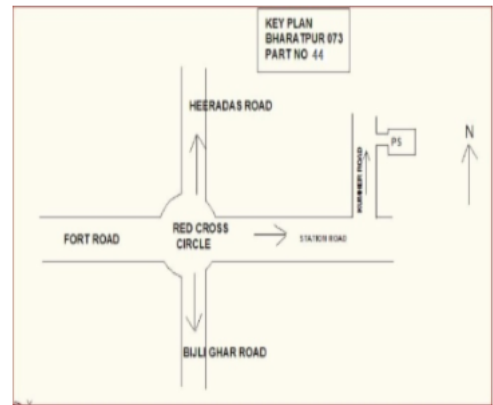 KEY PLAN
BHARATPUR 073
PART NO 44
HEERADAS ROAD
PS
N
FORT ROAD
RED CROSS
CIRCLE
STATION ROAD
BIJLI GHAR ROAD